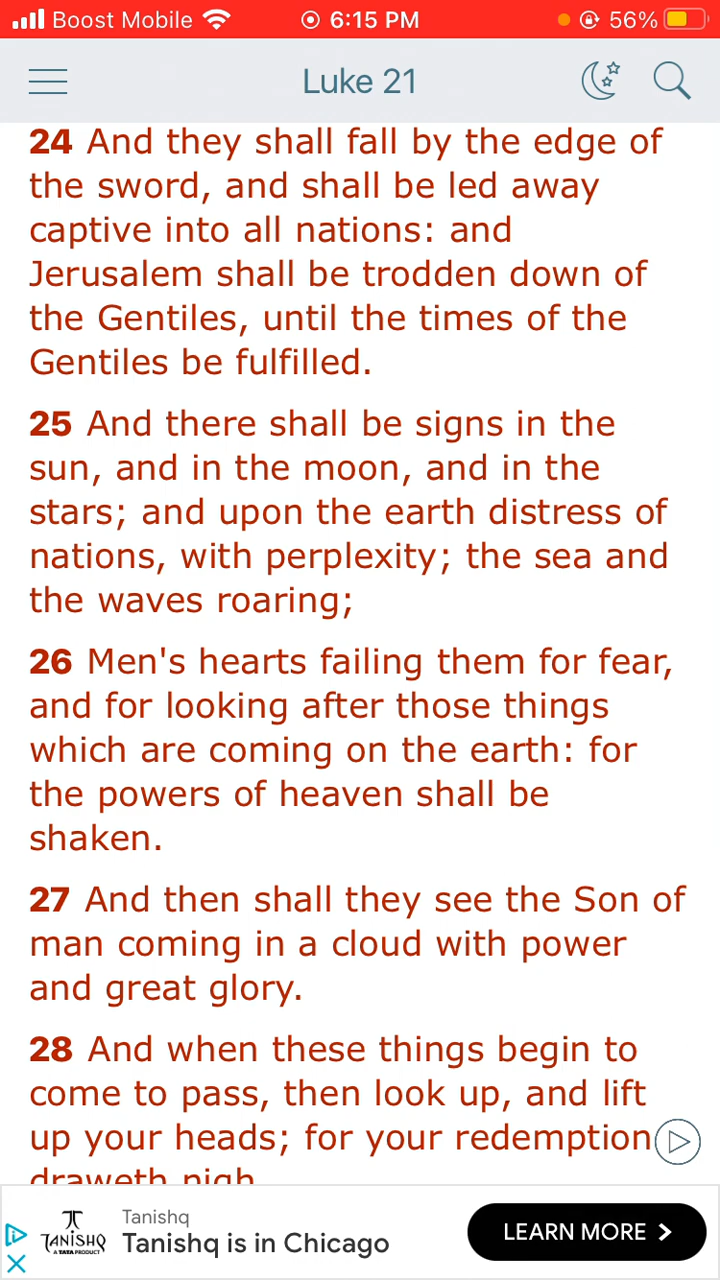 Boost Mobile 6:15 PM 56%
Luke 21
24 And they shall fall by the edge of
the sword, and shall be led away
captive into all nations: and
Jerusalem shall be trodden down of
the Gentiles, until the times of the
Gentiles be fulfilled.
25 And there shall be signs in the
sun, and in the moon, and in the
stars; and upon the earth distress of
nations, with perplexity; the sea and
the waves roaring;
26 Men's hearts failing them for fear,
and for looking after those things
which are coming on the earth: for
the powers of heaven shall be
shaken.
27 And then shall they see the Son of
man coming in a cloud with power
and great glory.
28 And when these things begin to
come to pass, then look up, and lift
up your heads; for your redemption
draweth nigh
Tanishq
TANISHQ
A TATA PRODUCT
Tanishq is in Chicago
LEARN MORE